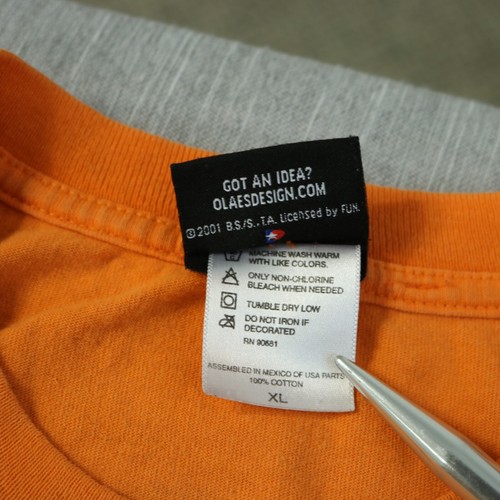 GOT AN IDEA?
OLAESDESIGN.COM
©2001 B.S./S., T.A. Licensed by FUN.
MACHINE WASH WARM
WITH LIKE COLORS.
ONLY NON-CHLORINE
BLEACH WHEN NEEDED
TUMBLE DRY LOW
DO NOT IRON IF
DECORATED
RN 90681
ASSEMBLED IN MEXICO OF USA PARTS
100% COTTON
XL